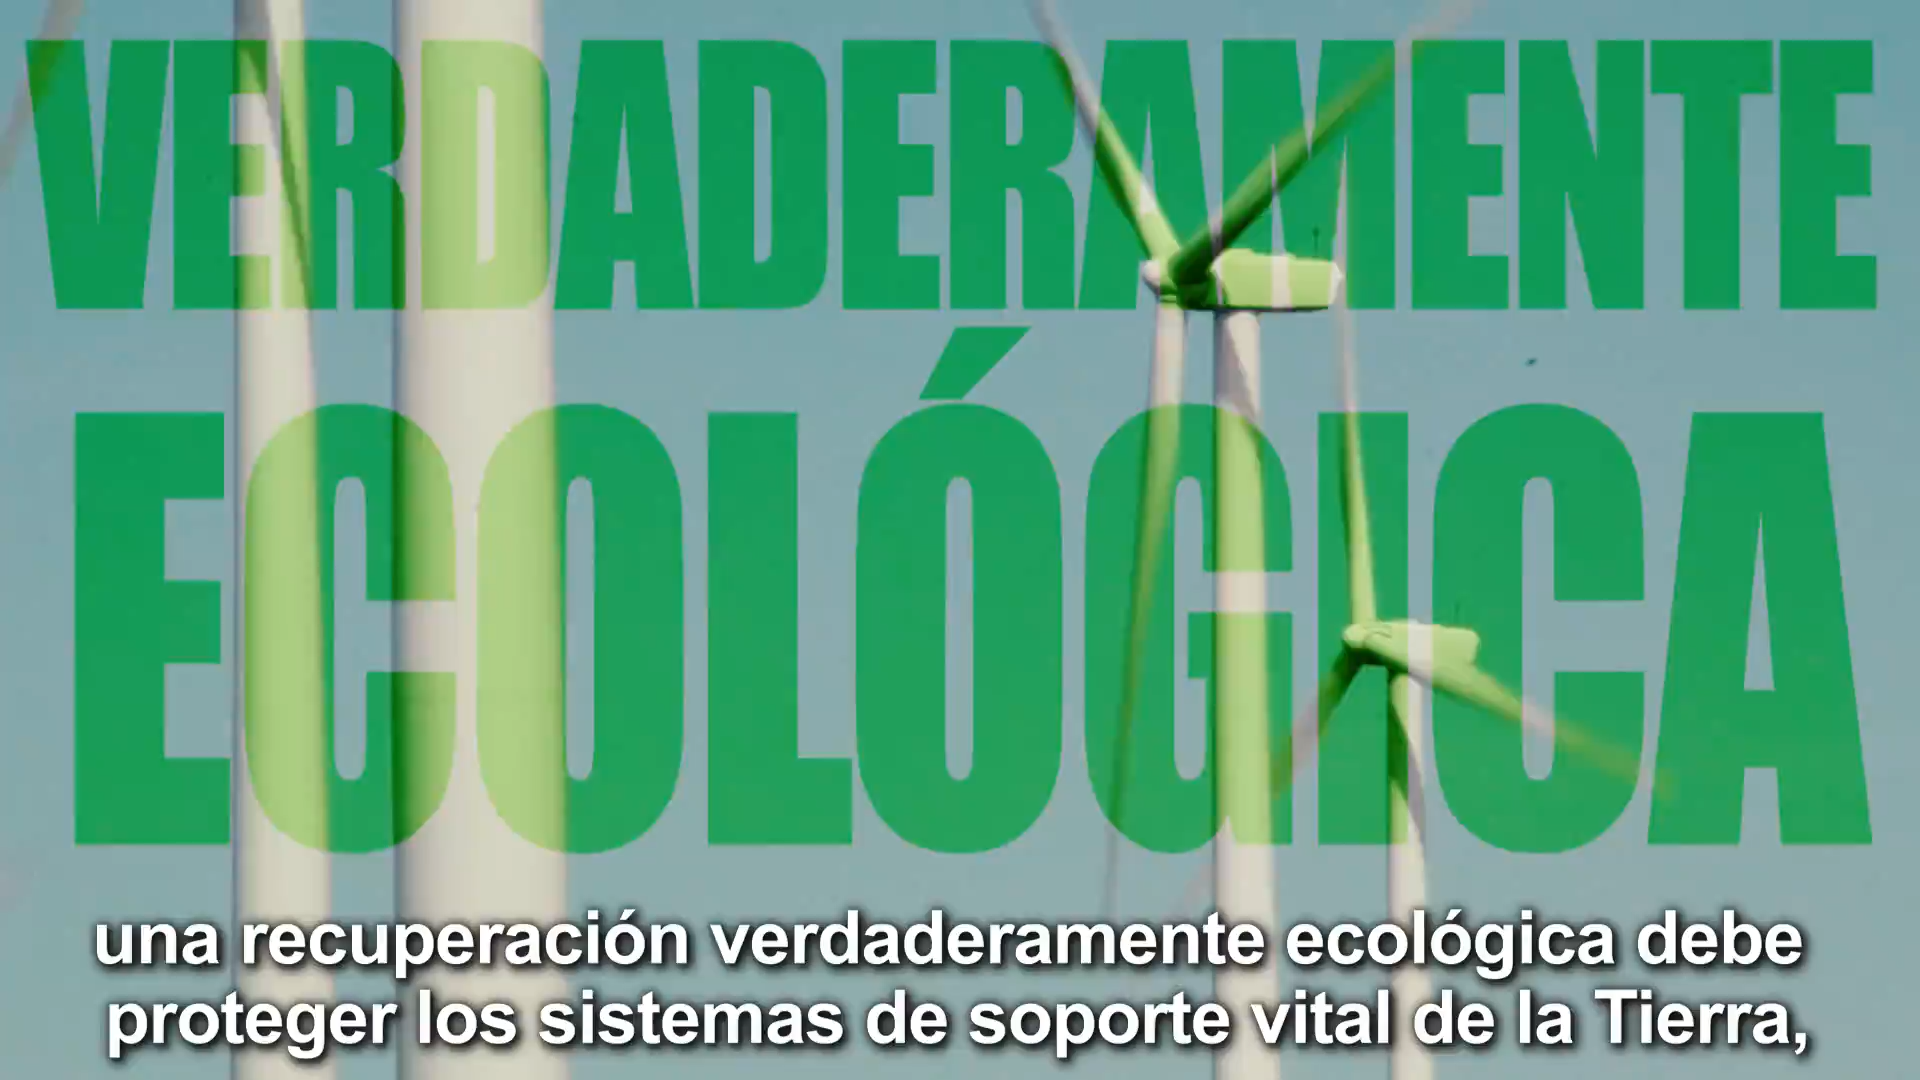 VERDADERAMENTE
ECOLÓGICA
una recuperación verdaderamente ecológica debe
proteger los sistemas de soporte vital de la Tierra,